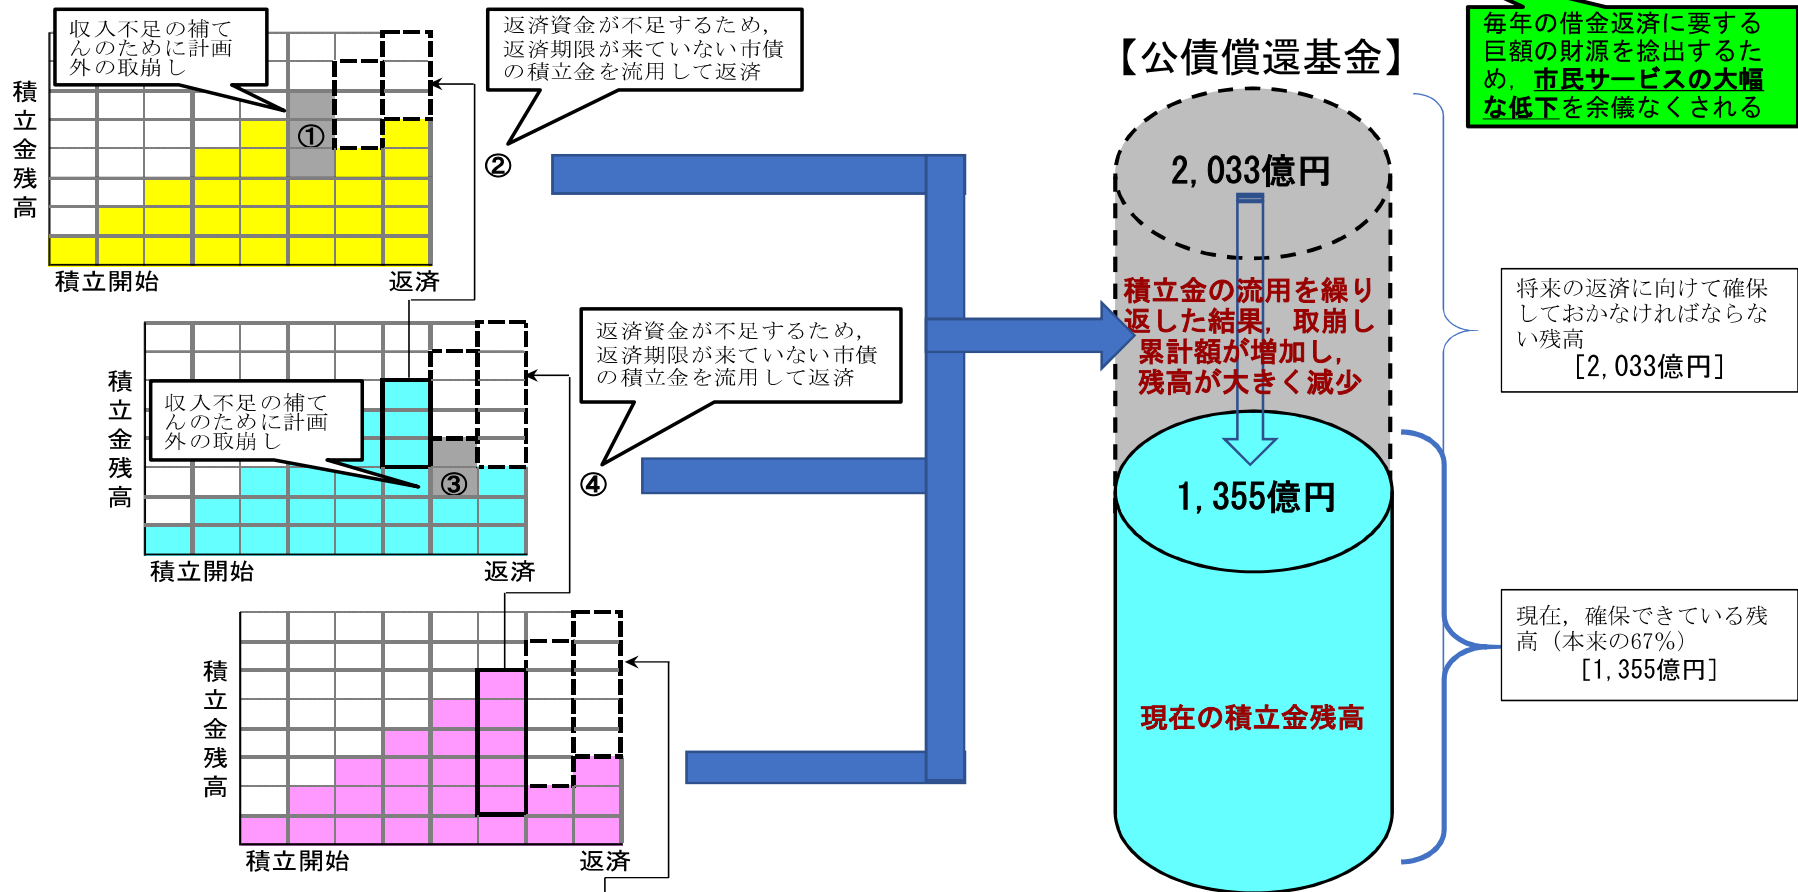 収入不足の補て
んのために計画
外の取崩し
返済資金が不足するため,
返済期限が来ていない市債
の積立金を流用して返済
積立金残高
①
②
積立開始
返済
返済資金が不足するため,
返済期限が来ていない市債
の積立金を流用して返済
収入不足の補て
んのために計画
外の取崩し
積立金残高
③
④
積立開始
返済
積立金残高
積立開始
返済
【公債償還基金】
2,033億円
積立金の流用を繰り
返した結果, 取崩し
累計額が増加し,
残高が大きく減少
1,355億円
現在の積立金残高
毎年の借金返済に要する
巨額の財源を捻出するた
め, 市民サービスの大幅
な低下を余儀なくされる
将来の返済に向けて確保
しておかなければならな
い残高
[2,033億円]
現在, 確保できている残
高(本来の67%)
[1,355億円]